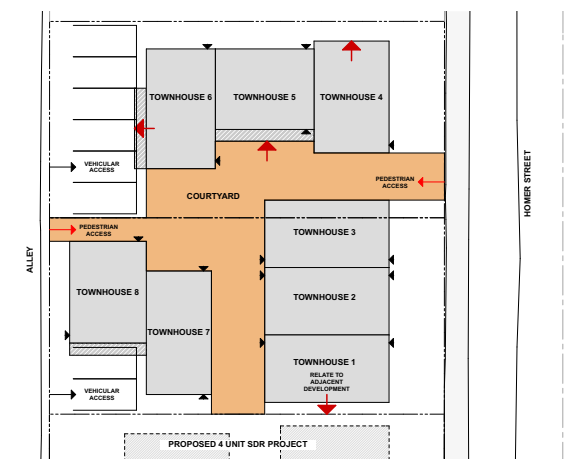 TOWNHOUSE 6
TOWNHOUSE 5
TOWNHOUSE 4
VEHICULAR
ACCESS
PEDESTRIAN
ACCESS
COURTYARD
HOMER STREET
PEDESTRIAN
ACCESS
TOWNHOUSE 3
ALLEY
TOWNHOUSE 8
TOWNHOUSE 2
TOWNHOUSE 7
TOWNHOUSE 1
RELATE TO
ADJACENT
DEVELOPMENT
VEHICULAR
ACCESS
PROPOSED 4 UNIT SDR PROJECT